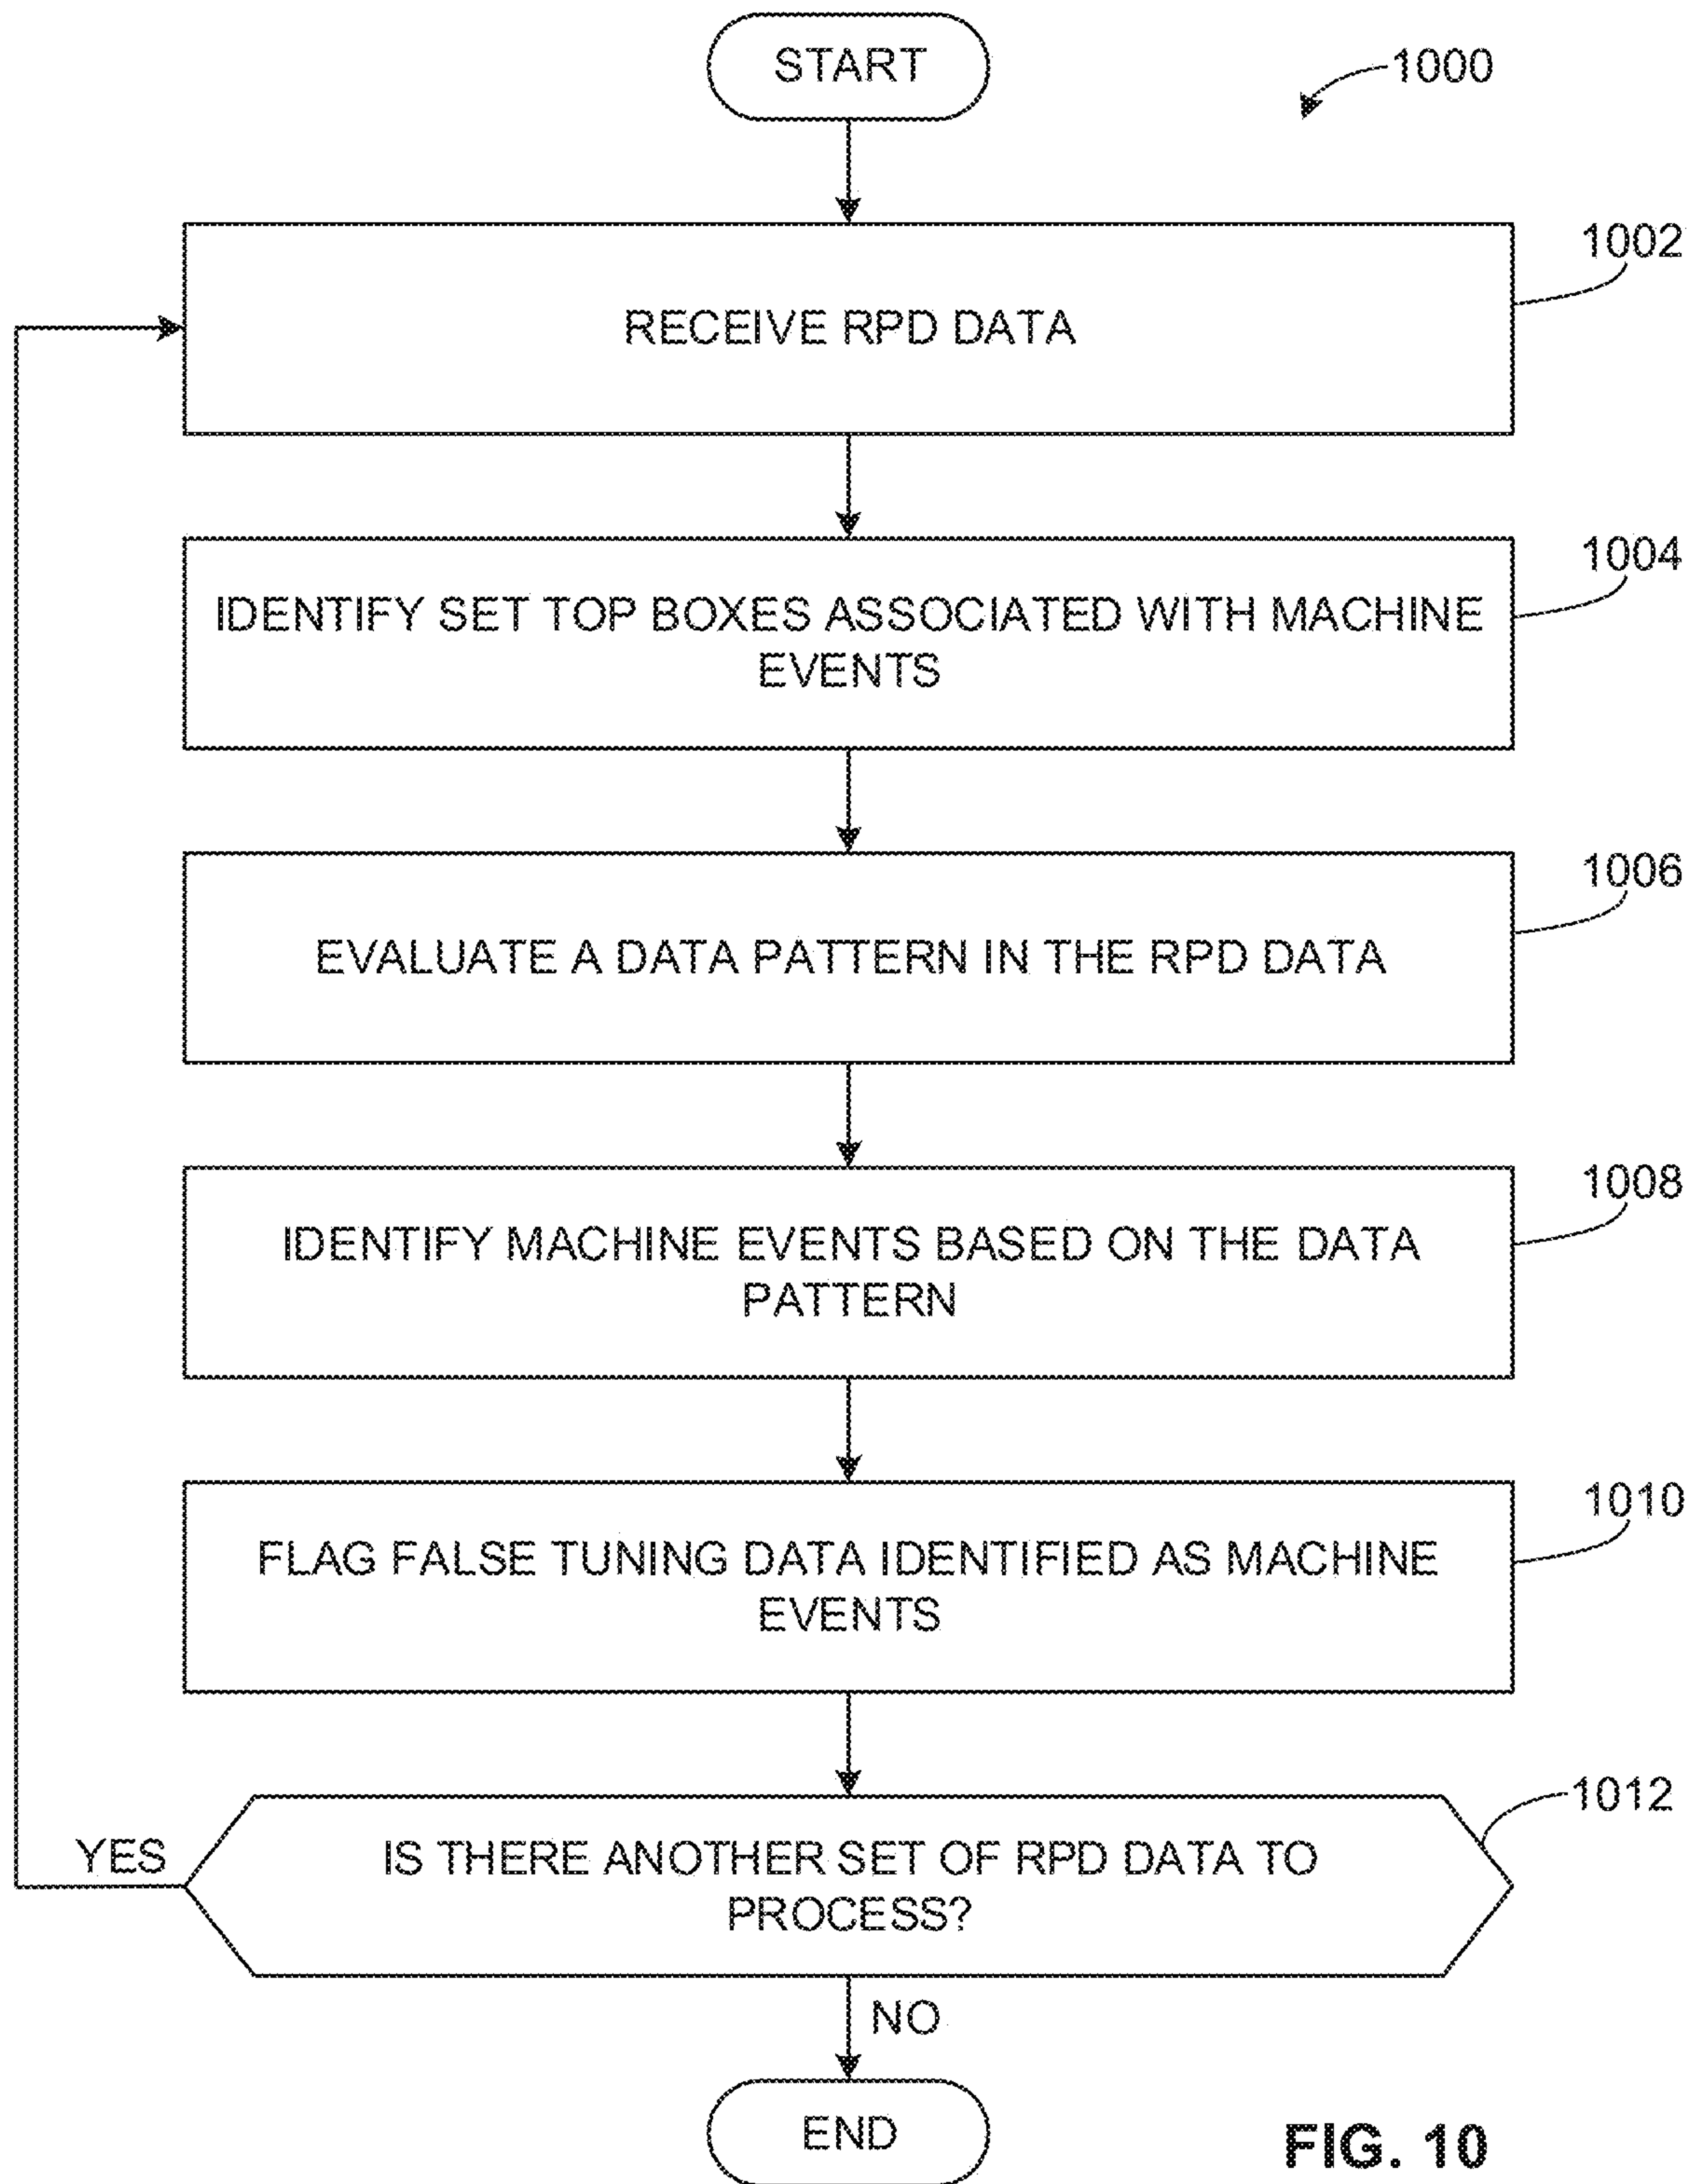 START
1000
1002
RECEIVE RPD DATA
1004
IDENTIFY SET TOP BOXES ASSOCIATED WITH MACHINE
EVENTS
1006
EVALUATE A DATA PATTERN IN THE RPD DATA
1008
IDENTIFY MACHINE EVENTS BASED ON THE DATA
PATTERN
1010
FLAG FALSE TUNING DATA IDENTIFIED AS MACHINE
EVENTS
1012
YES
IS THERE ANOTHER SET OF RPD DATA TO
PROCESS?
NO
END
FIG. 10